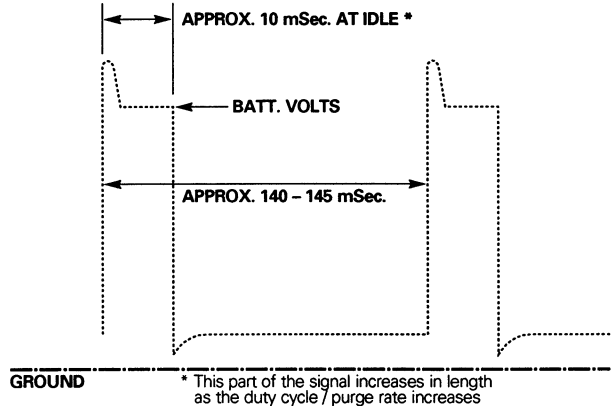 APPROX. 10 mSec. AT IDLE *
BATT. VOLTS
APPROX. 140 – 145 mSec.
GROUND
* This part of the signal increases in length
as the duty cycle / purge rate increases